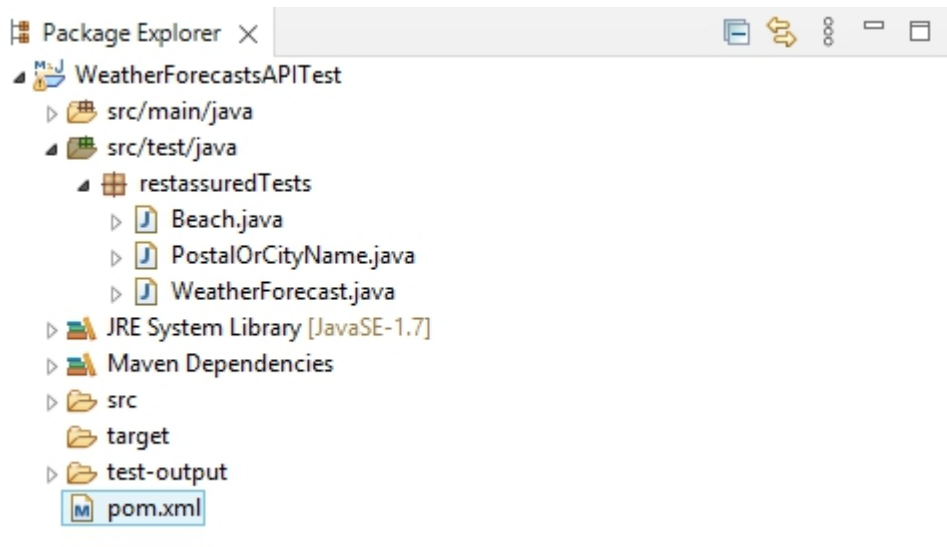 Package Explorer
WeatherForecastsAPITest
src/main/java
src/test/java
restassuredTests
Beach.java
PostalOrCityName.java
WeatherForecast.java
JRE System Library [JavaSE-1.7]
Maven Dependencies
src
target
test-output
pom.xml